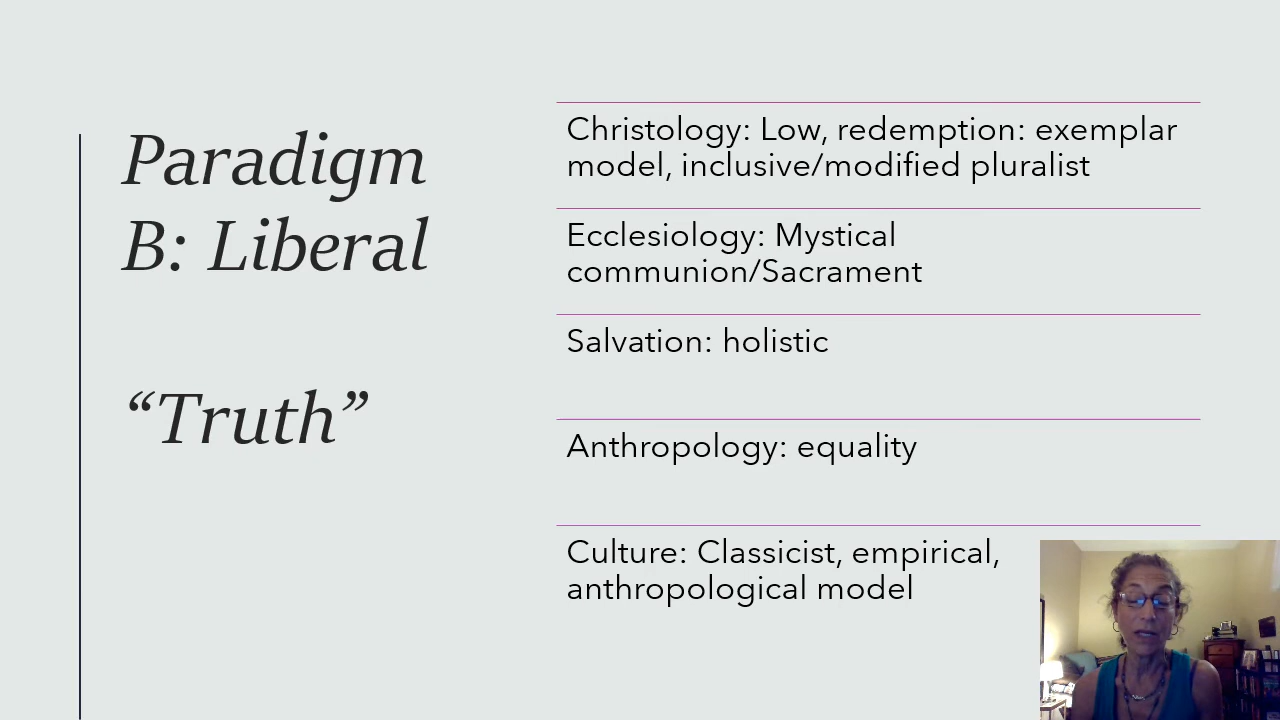 Paradigm
B: Liberal
“Truth”
Christology: Low, redemption: exemplar
model, inclusive/modified pluralist
Ecclesiology: Mystical
communion/Sacrament
Salvation: holistic
Anthropology: equality
Culture: Classicist, empirical,
anthropological model